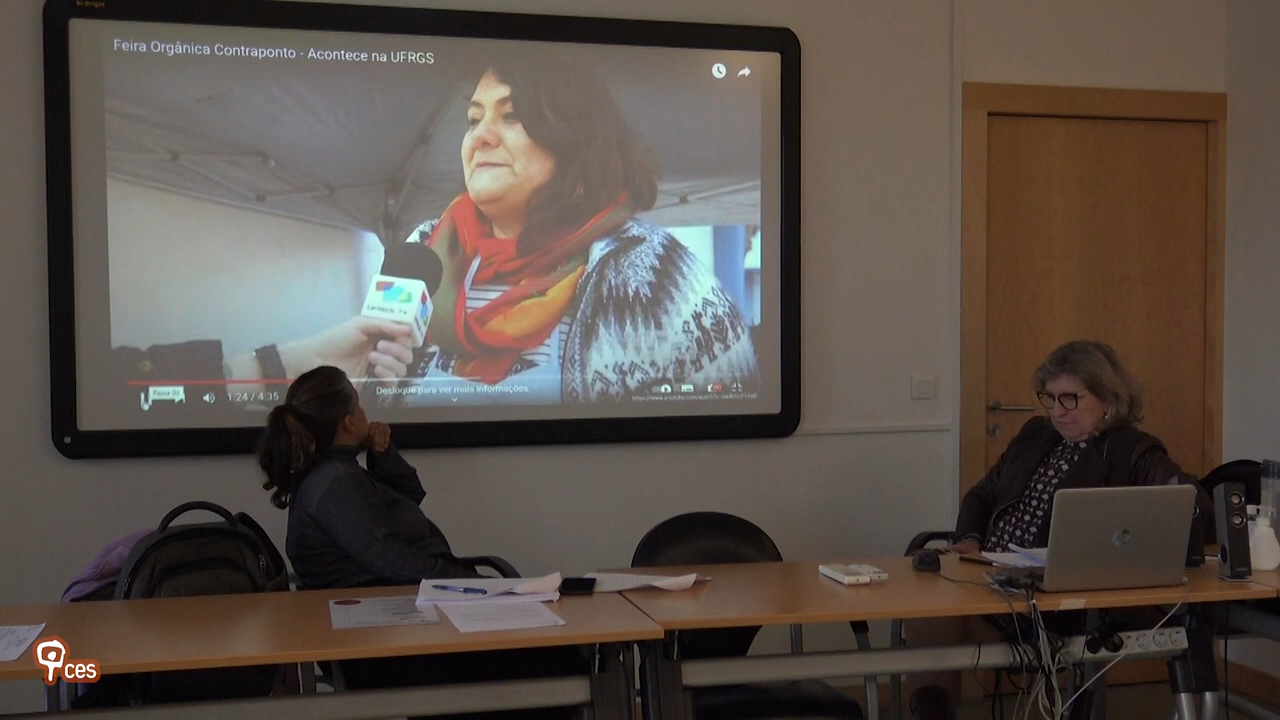 Feira Orgânica Contraponto - Acontece na UFRGS
UFRGS TV
Desloque para ver mais informações.
1:24 / 4:35
ces